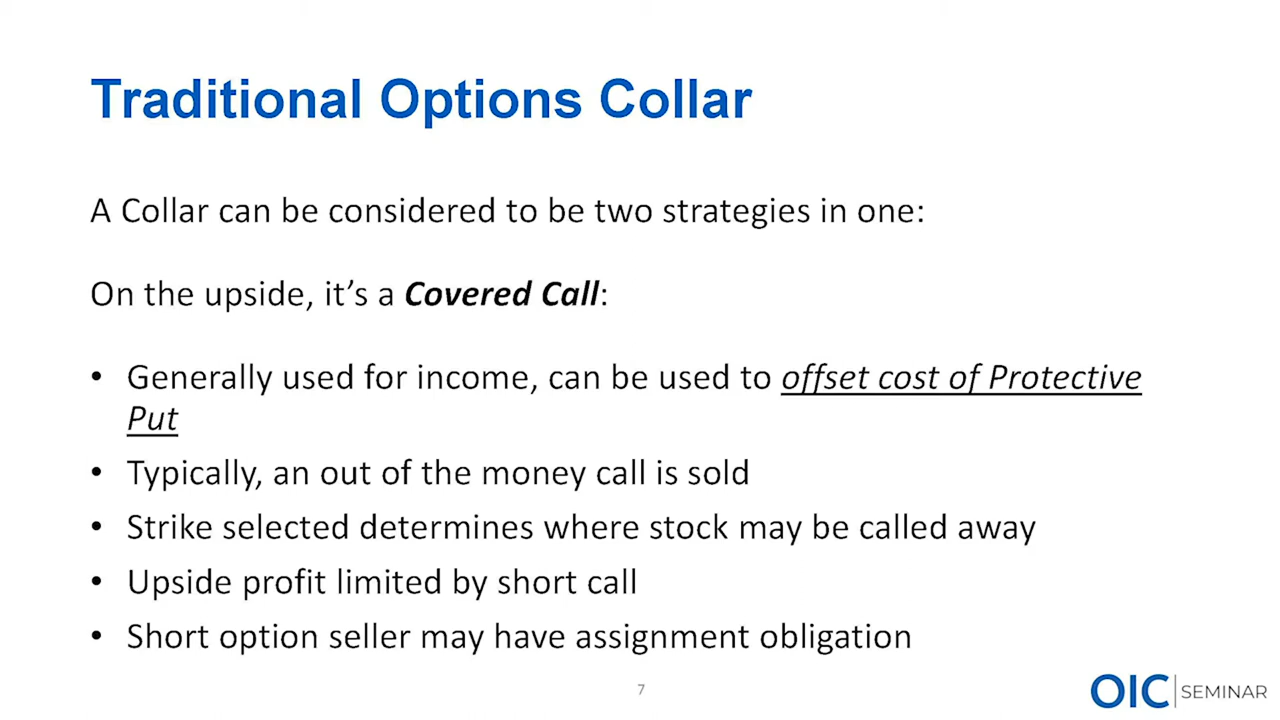 Traditional Options Collar
A Collar can be considered to be two strategies in one:
On the upside, it’s a Covered Call:
• Generally used for income, can be used to offset cost of Protective
Put
• Typically, an out of the money call is sold
• Strike selected determines where stock may be called away
• Upside profit limited by short call
• Short option seller may have assignment obligation
7
OIC SEMINAR